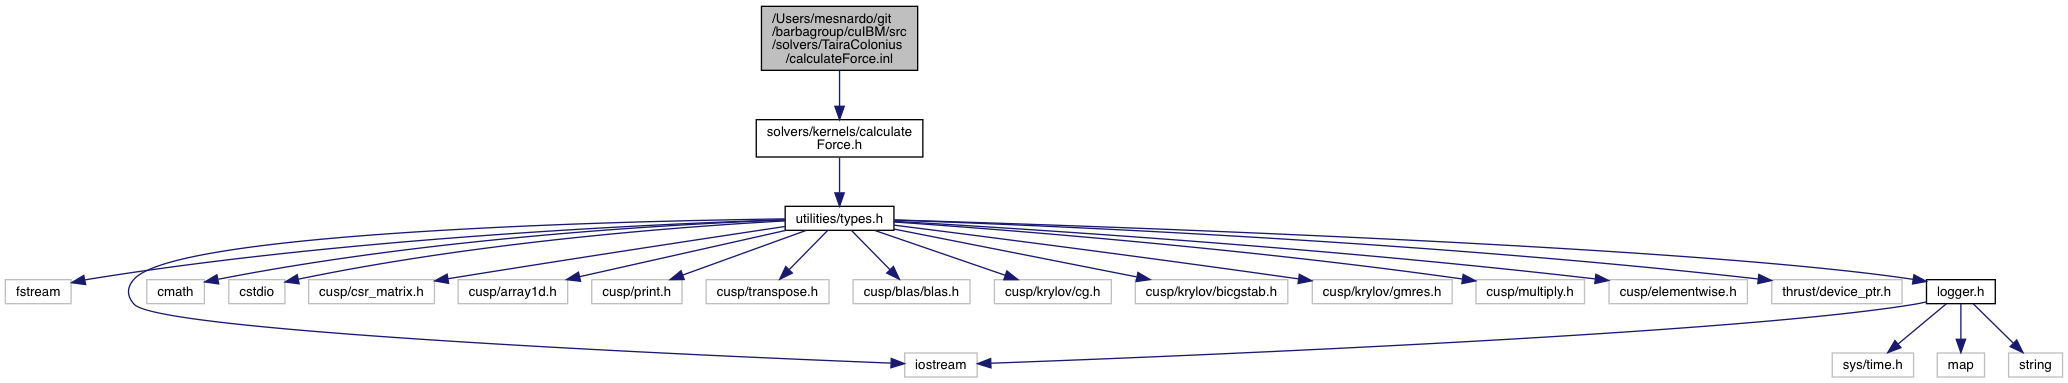 /Users/mesnardo/git
/barbagroup/cuIBM/src
/solvers/TairaColonius
/calculateForce.inl
solvers/kernels/calculate
Force.h
utilities/types.h
fstream
cmath
cstdio
cusp/csr_matrix.h
cusp/array1d.h
cusp/print.h
cusp/transpose.h
cusp/blas/blas.h
cusp/krylov/cg.h
cusp/krylov/bicgstab.h
cusp/krylov/gmres.h
cusp/multiply.h
cusp/elementwise.h
thrust/device_ptr.h
logger.h
iostream
sys/time.h
map
string